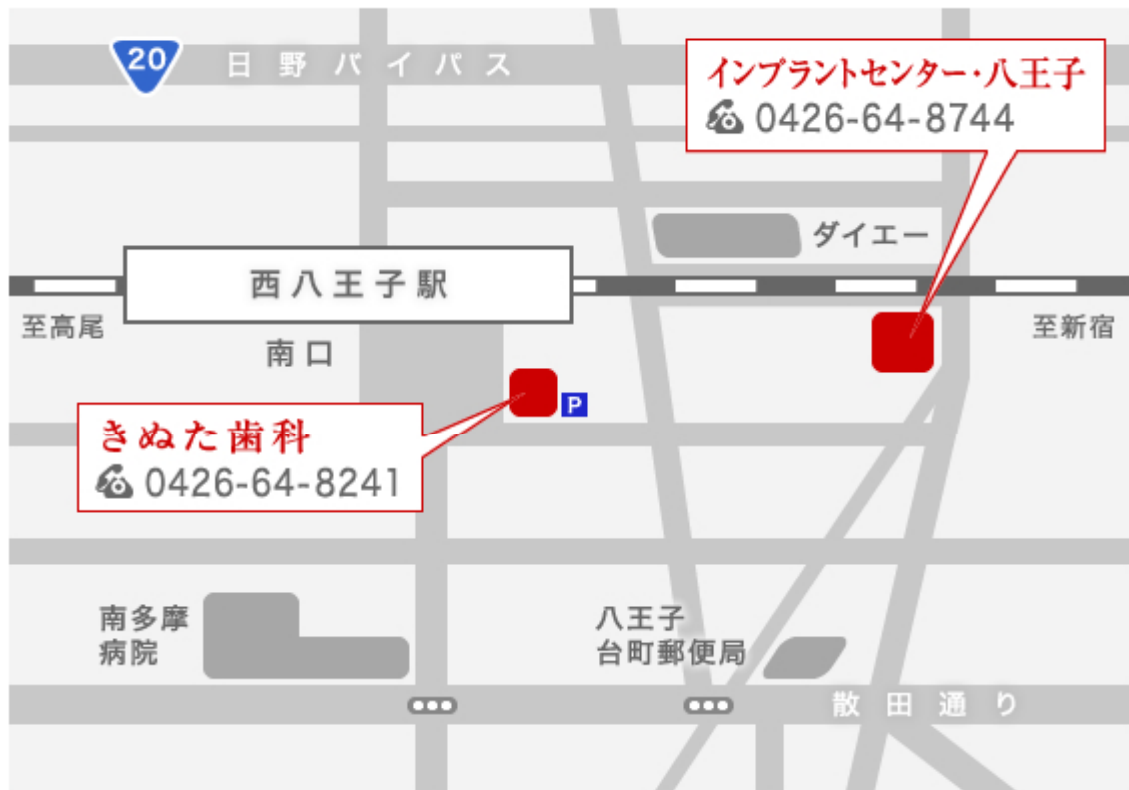 20
日野バイパス
インプラントセンター・八王子
0426-64-8744
ダイエー
西八王子駅
至高尾
至新宿
南口
P
きぬた歯科
0426-64-8241
南多摩
病院
八王子
台町郵便局
散田通り